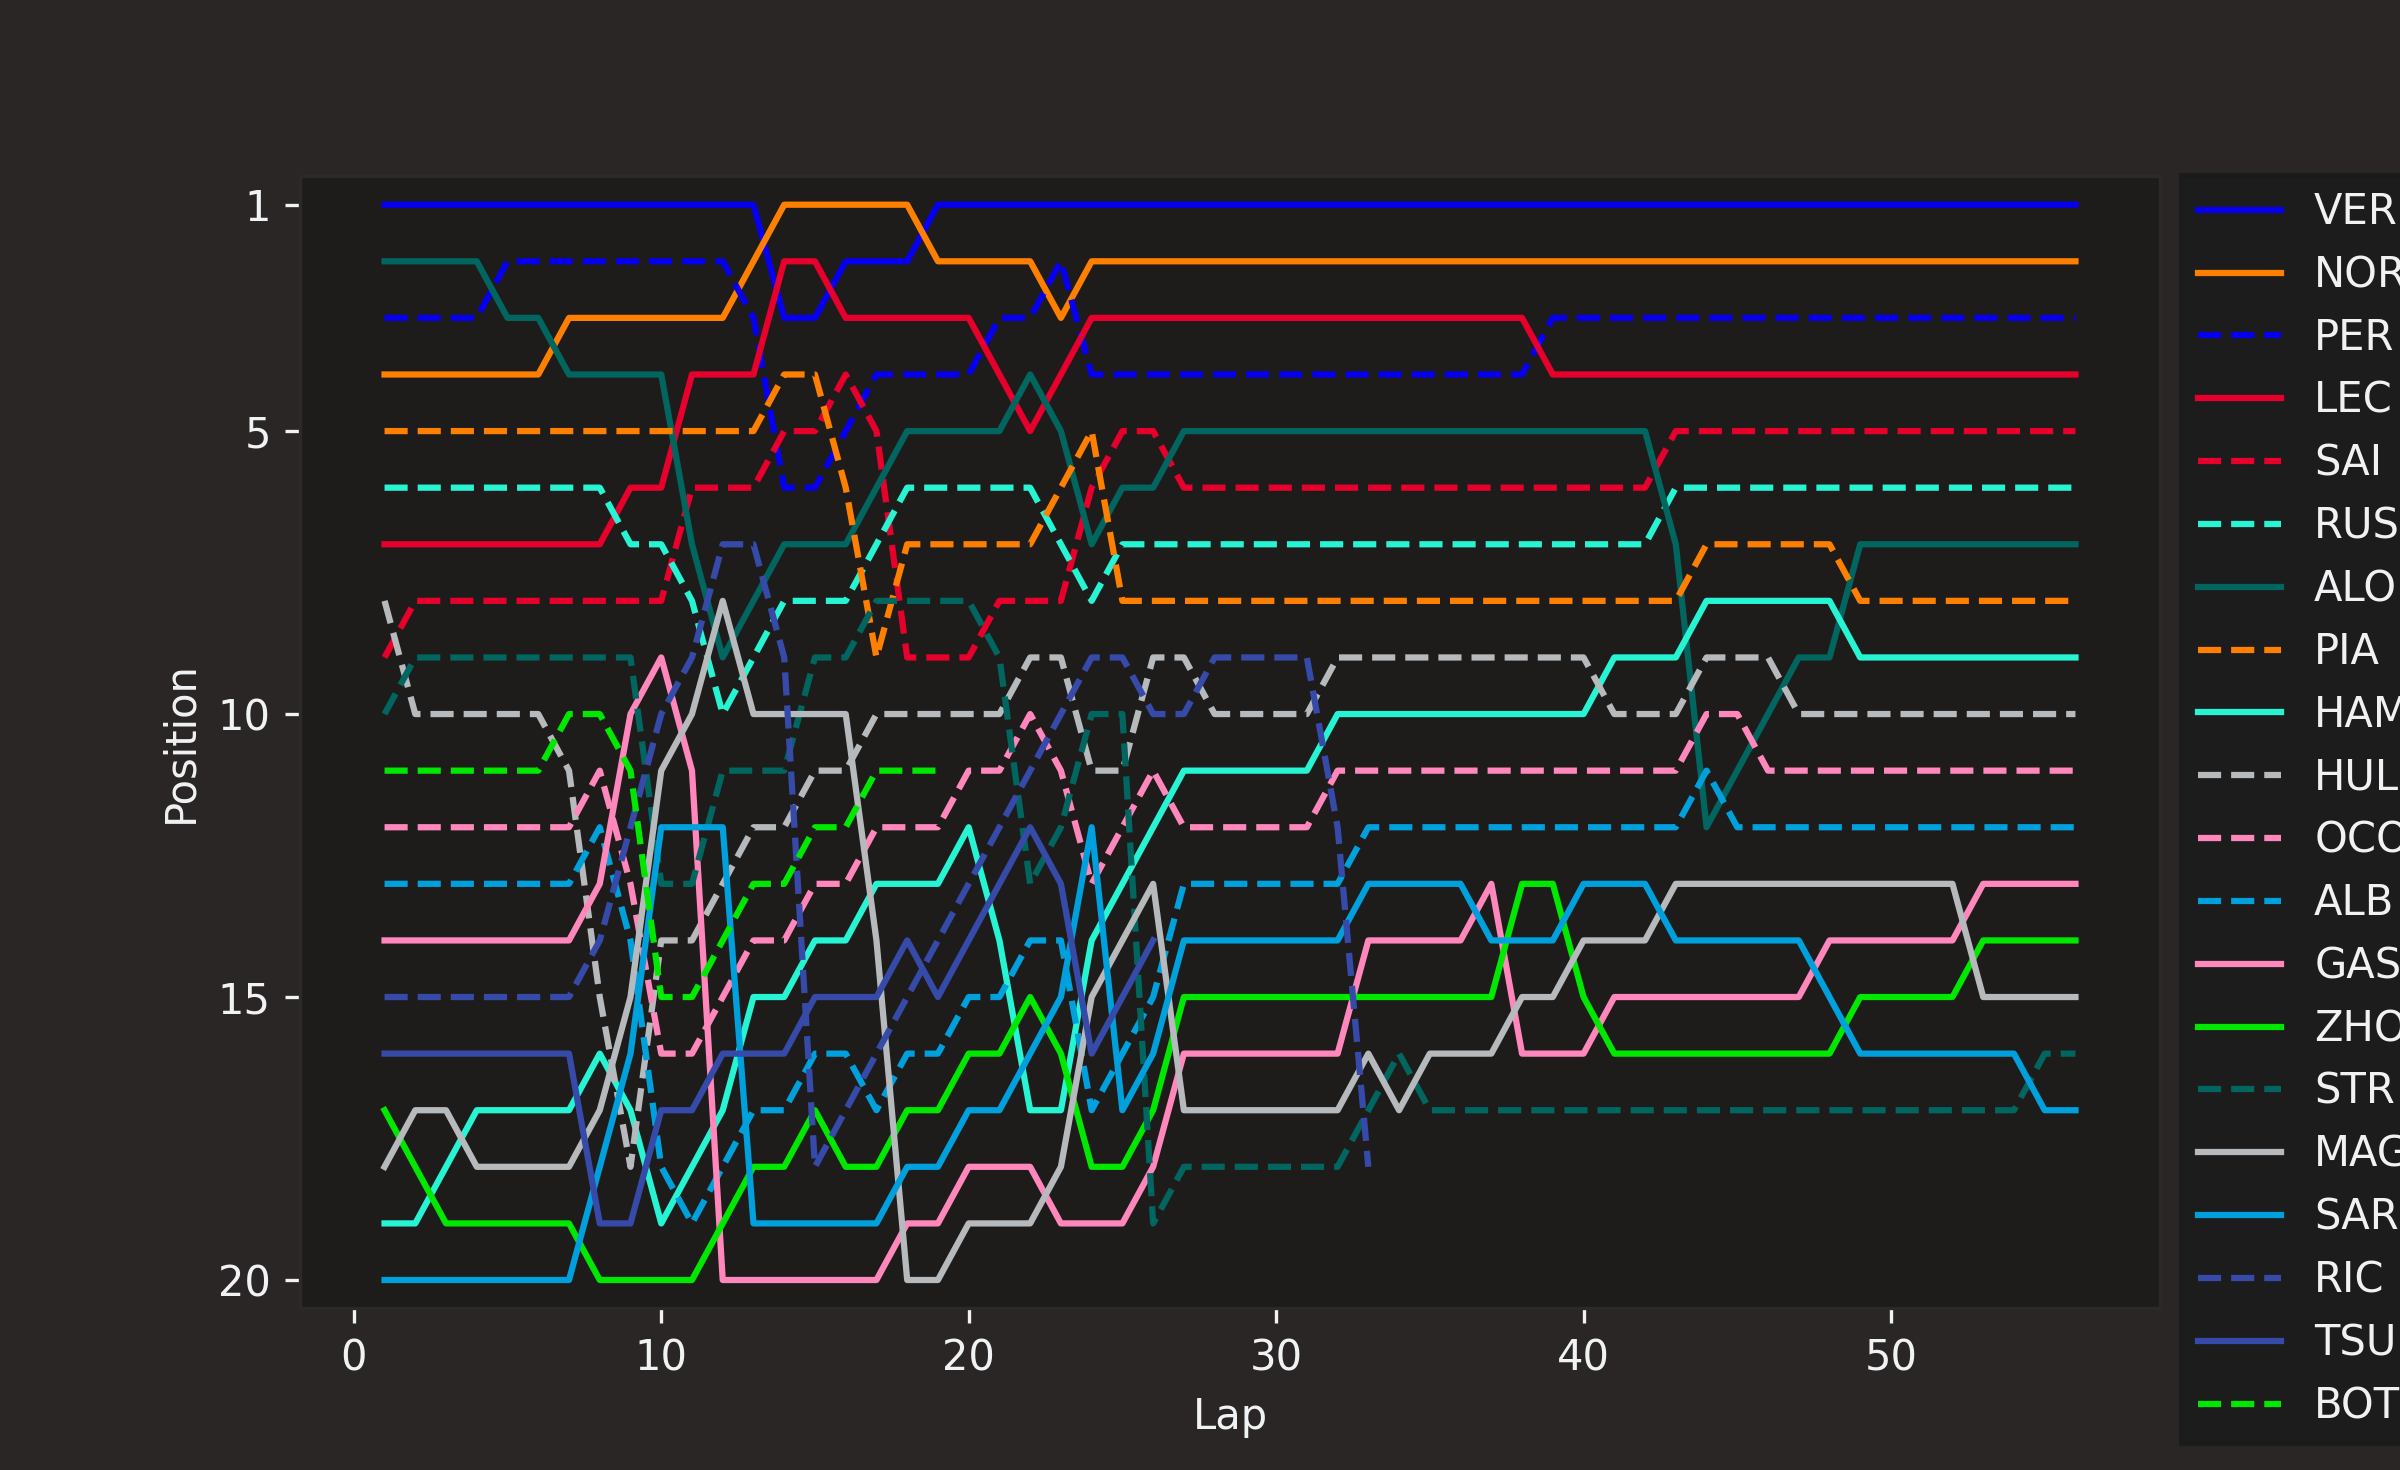 1
5
10
15
20
Position
0 10 20 30 40 50
Lap
VER
NOR
PER
LEC
SAI
RUS
ALO
PIA
HAM
HUL
OCO
ALB
GAS
ZHO
STR
MAG
SAR
RIC
TSU
BOT